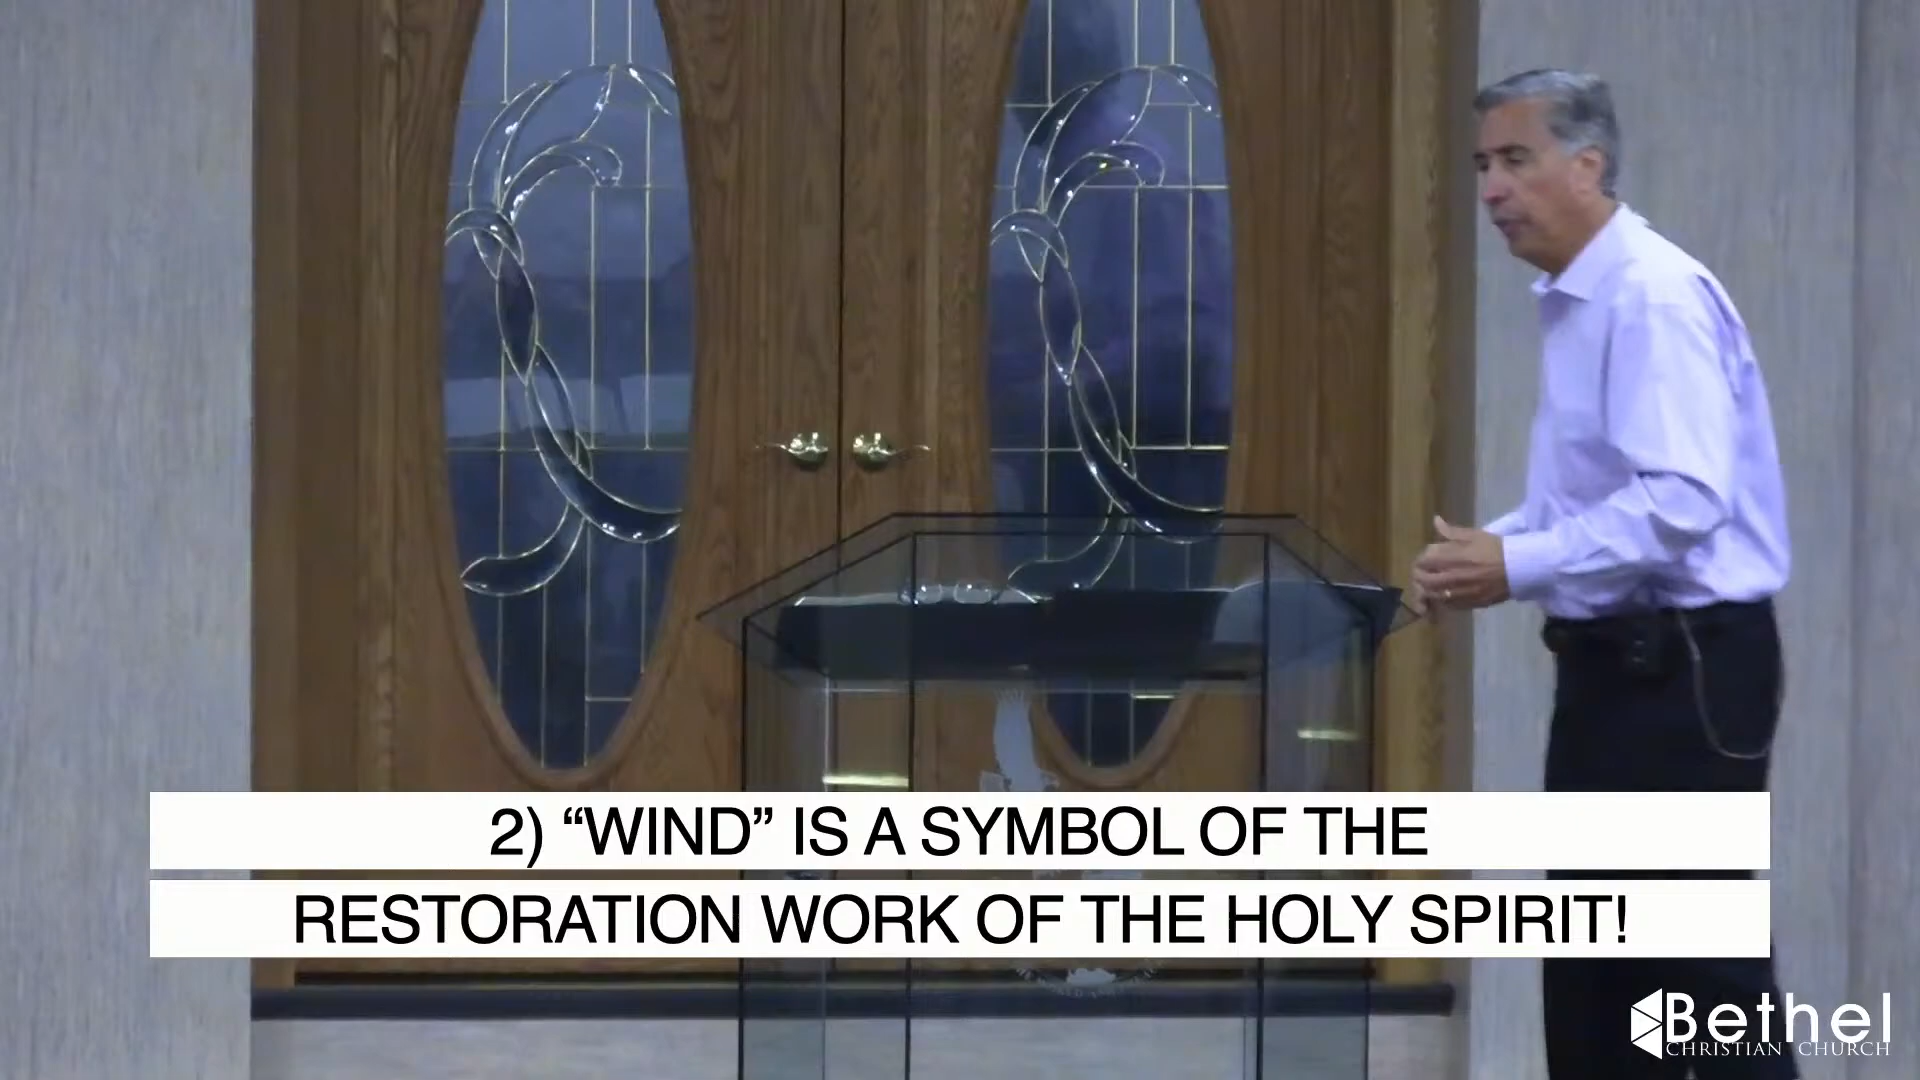 2) “WIND” IS A SYMBOL OF THE
RESTORATION WORK OF THE HOLY SPIRIT!
Bethel
CHRISTIAN CHURCH